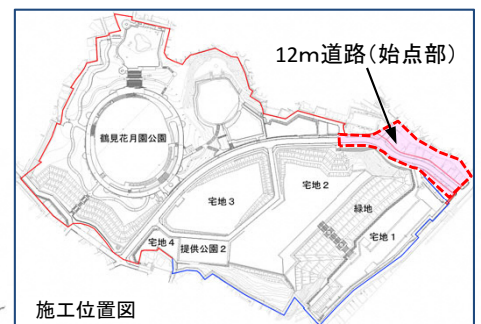 12m道路(始点部)
鶴見花月園公園
宅地2
宅地3
緑地
宅地1
宅地4
提供公園2
施工位置図